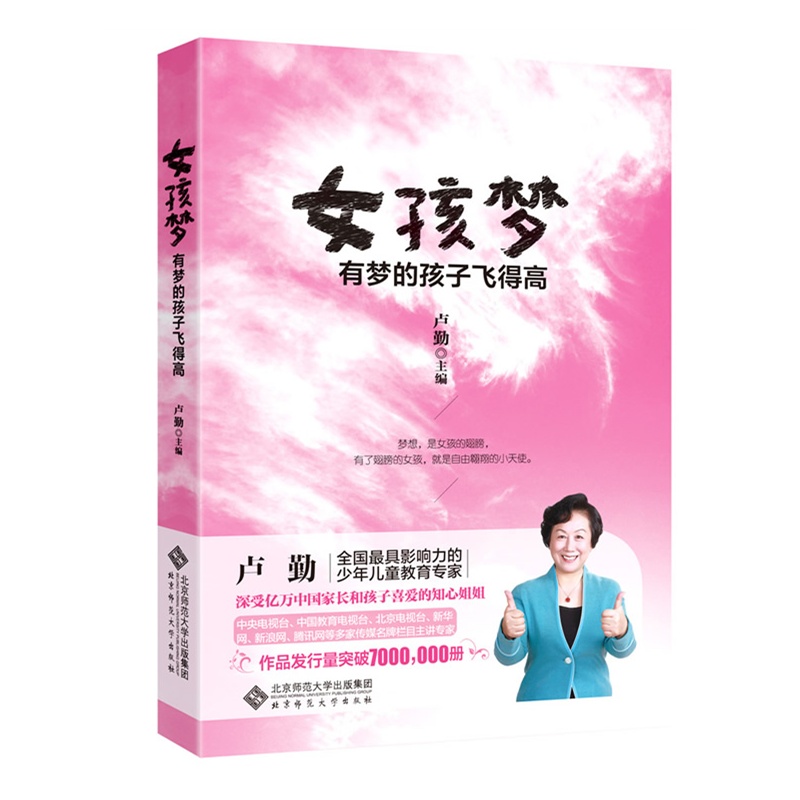 女孩梦
有梦的孩子飞得高
卢勤◎主编
梦想，是女孩的翅膀，
有了翅膀的女孩，就是自由翱翔的小天使。
卢 勤
全国最具影响力的
少年儿童教育专家
深受亿万中国家长和孩子喜爱的知心姐姐
中央电视台、中国教育电视台、北京电视台、新华
网、新浪网、腾讯网等多家传媒名牌栏目主讲专家
作品发行量突破7000,000册
北京师范大学出版集团
BEIJING NORMAL UNIVERSITY PUBLISHING GROUP
北京师范大学出版社
女孩梦
有梦的孩子飞得高
卢勤◎主编
北京师范大学出版集团
BEIJING NORMAL UNIVERSITY PUBLISHING GROUP
北京师范大学出版社